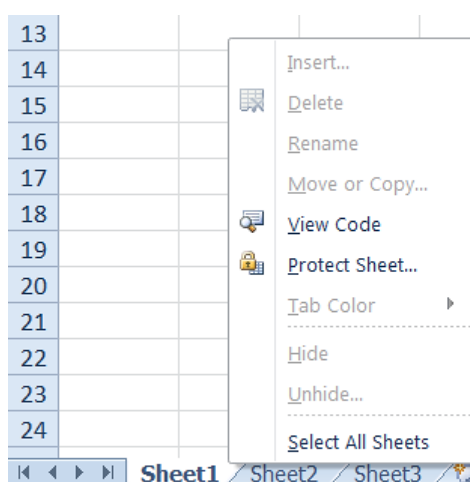 13
14
15
16
17
18
19
20
21
22
23
24
Insert...
Delete
Rename
Move or Copy...
View Code
Protect Sheet...
Tab Color
Hide
Unhide...
Select All Sheets
Sheet1 Sheet2 Sheet3